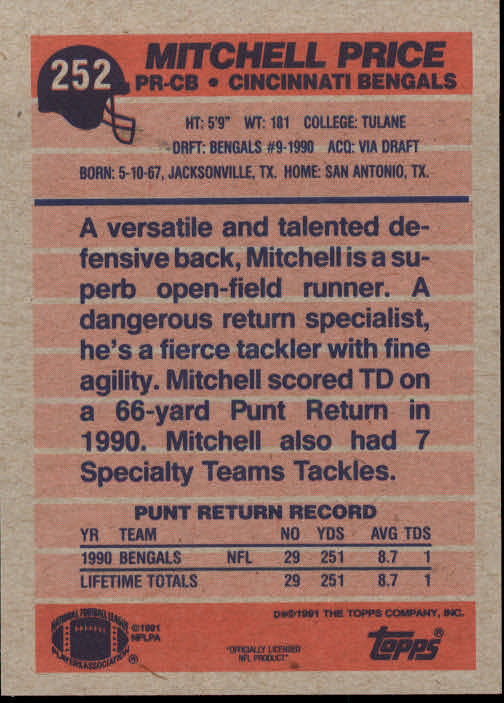 252
MITCHELL PRICE
PR-CB • CINCINNATI BENGALS
HT: 5'9" WT: 181 COLLEGE: TULANE
DRFT: BENGALS #9-1990 ACQ: VIA DRAFT
BORN: 5-10-67, JACKSONVILLE, TX. HOME: SAN ANTONIO, TX.
A versatile and talented de-
fensive back, Mitchell is a su-
perb open-field runner. A
dangerous return specialist,
he's a fierce tackler with fine
agility. Mitchell scored TD on
a 66-yard Punt Return in
1990. Mitchell also had 7
Specialty Teams Tackles.
PUNT RETURN RECORD
YR TEAM NO YDS AVG TDS
1990 BENGALS NFL 29 251 8.7 1
LIFETIME TOTALS 29 251 8.7 1
NATIONAL FOOTBALL LEAGUE
PLAYERS ASSOCIATION ®
©1991
NFLPA
"OFFICIALLY LICENSED
NFL PRODUCT"
D®©1991 THE TOPPS COMPANY, INC.
topps®